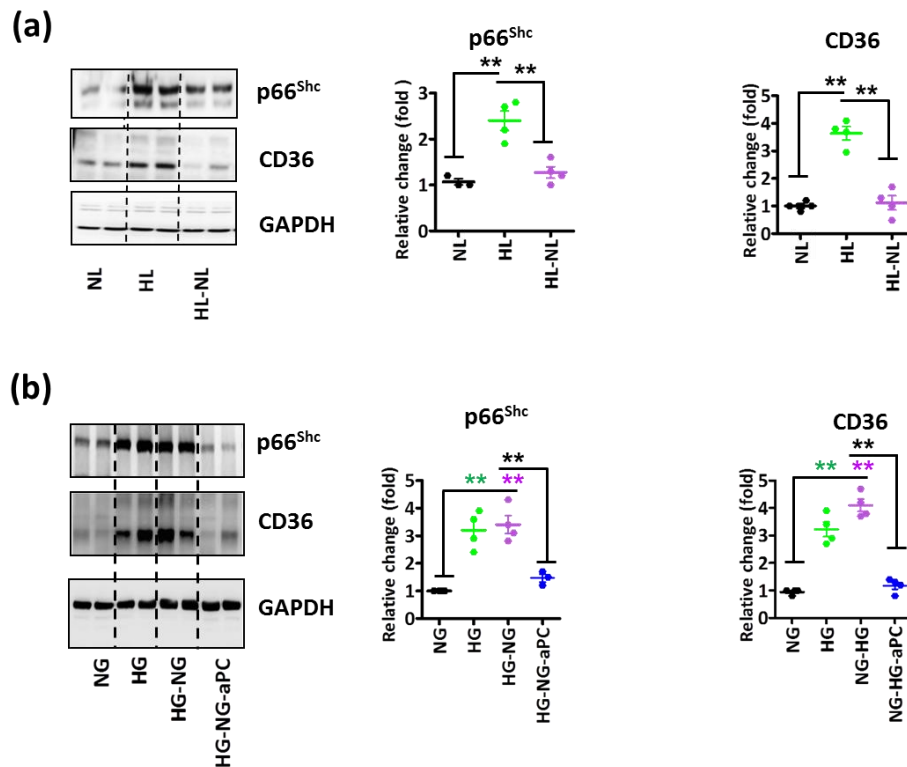 (a)
p66Shc
CD36
GAPDH
NL
HL
HL-NL
p66Shc
Relative change (fold)
3
2
1
0
** **
NL
HL
HL-NL
CD36
Relative change (fold)
5
4
3
2
1
0
** **
NL
HL
HL-NL
(b)
p66Shc
CD36
GAPDH
NG
HG
HG-NG
HG-NG-aPC
p66Shc
Relative change (fold)
5
4
3
2
1
0
**
** **
NG
HG
HG-NG
HG-NG-aPC
CD36
Relative change (fold)
5
4
3
2
1
0
**
** **
NG
HG
NG-HG
NG-HG-aPC